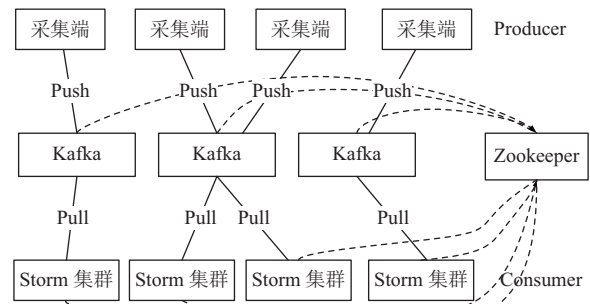 采集端 采集端 采集端 采集端 Producer
Push Push Push Push
Kafka Kafka Kafka Zookeeper
Pull Pull Pull Pull
Storm 集群 Storm 集群 Storm 集群 Storm 集群 Consumer